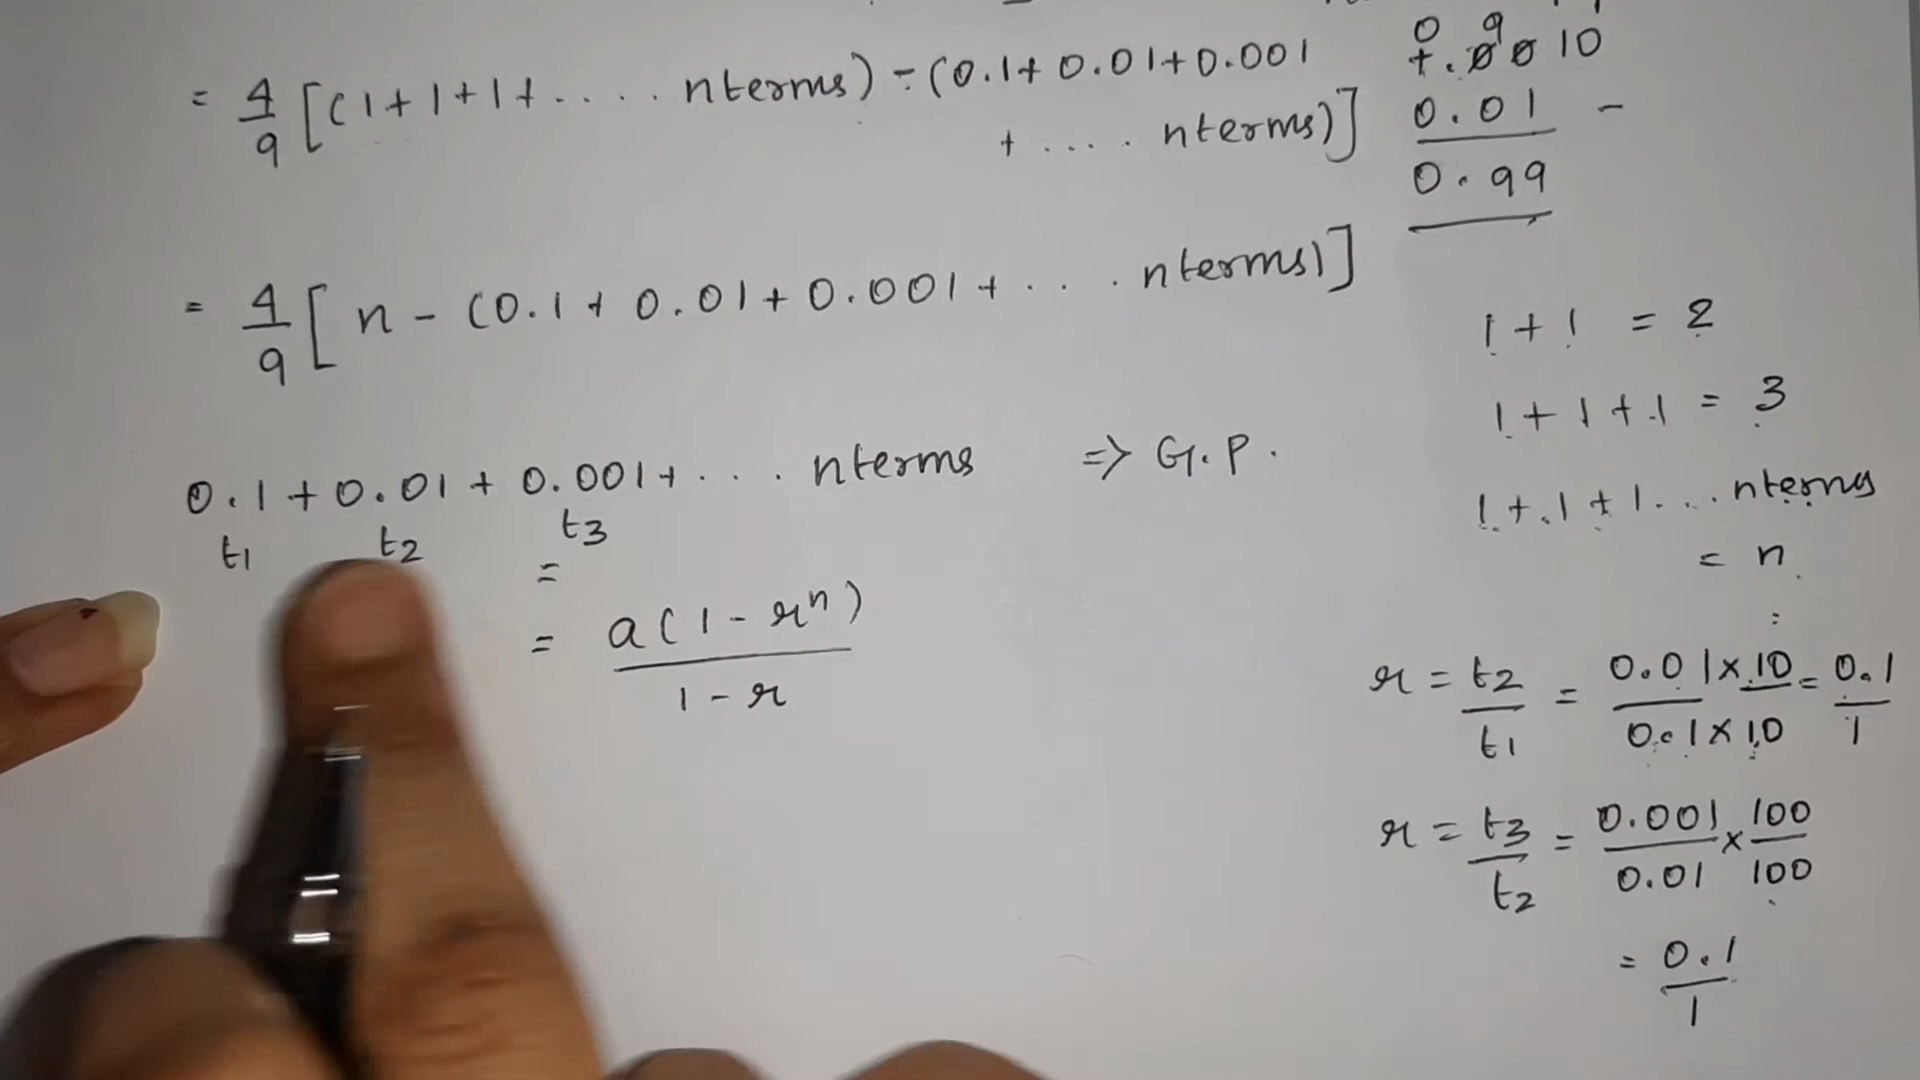 = 4/9 [(1+1+1+.... nterms) - (0.1+0.01+0.001
+ .... nterms)]
= 4/9 [n - (0.1+0.01+0.001+... nterms)]
0.1+0.01+0.001+... nterms => G.P.
t1 t2 t3
=
= a(1-r^n)/1-r
0 9
1.0010
0.01 -
0.99
1+1 = 2
1+1+1 = 3
1+1+1... nterms
= n
r = t2/t1 = 0.01×10/0.1×10 = 0.1/1
r = t3/t2 = 0.001/0.01 × 100/100
= 0.1/1